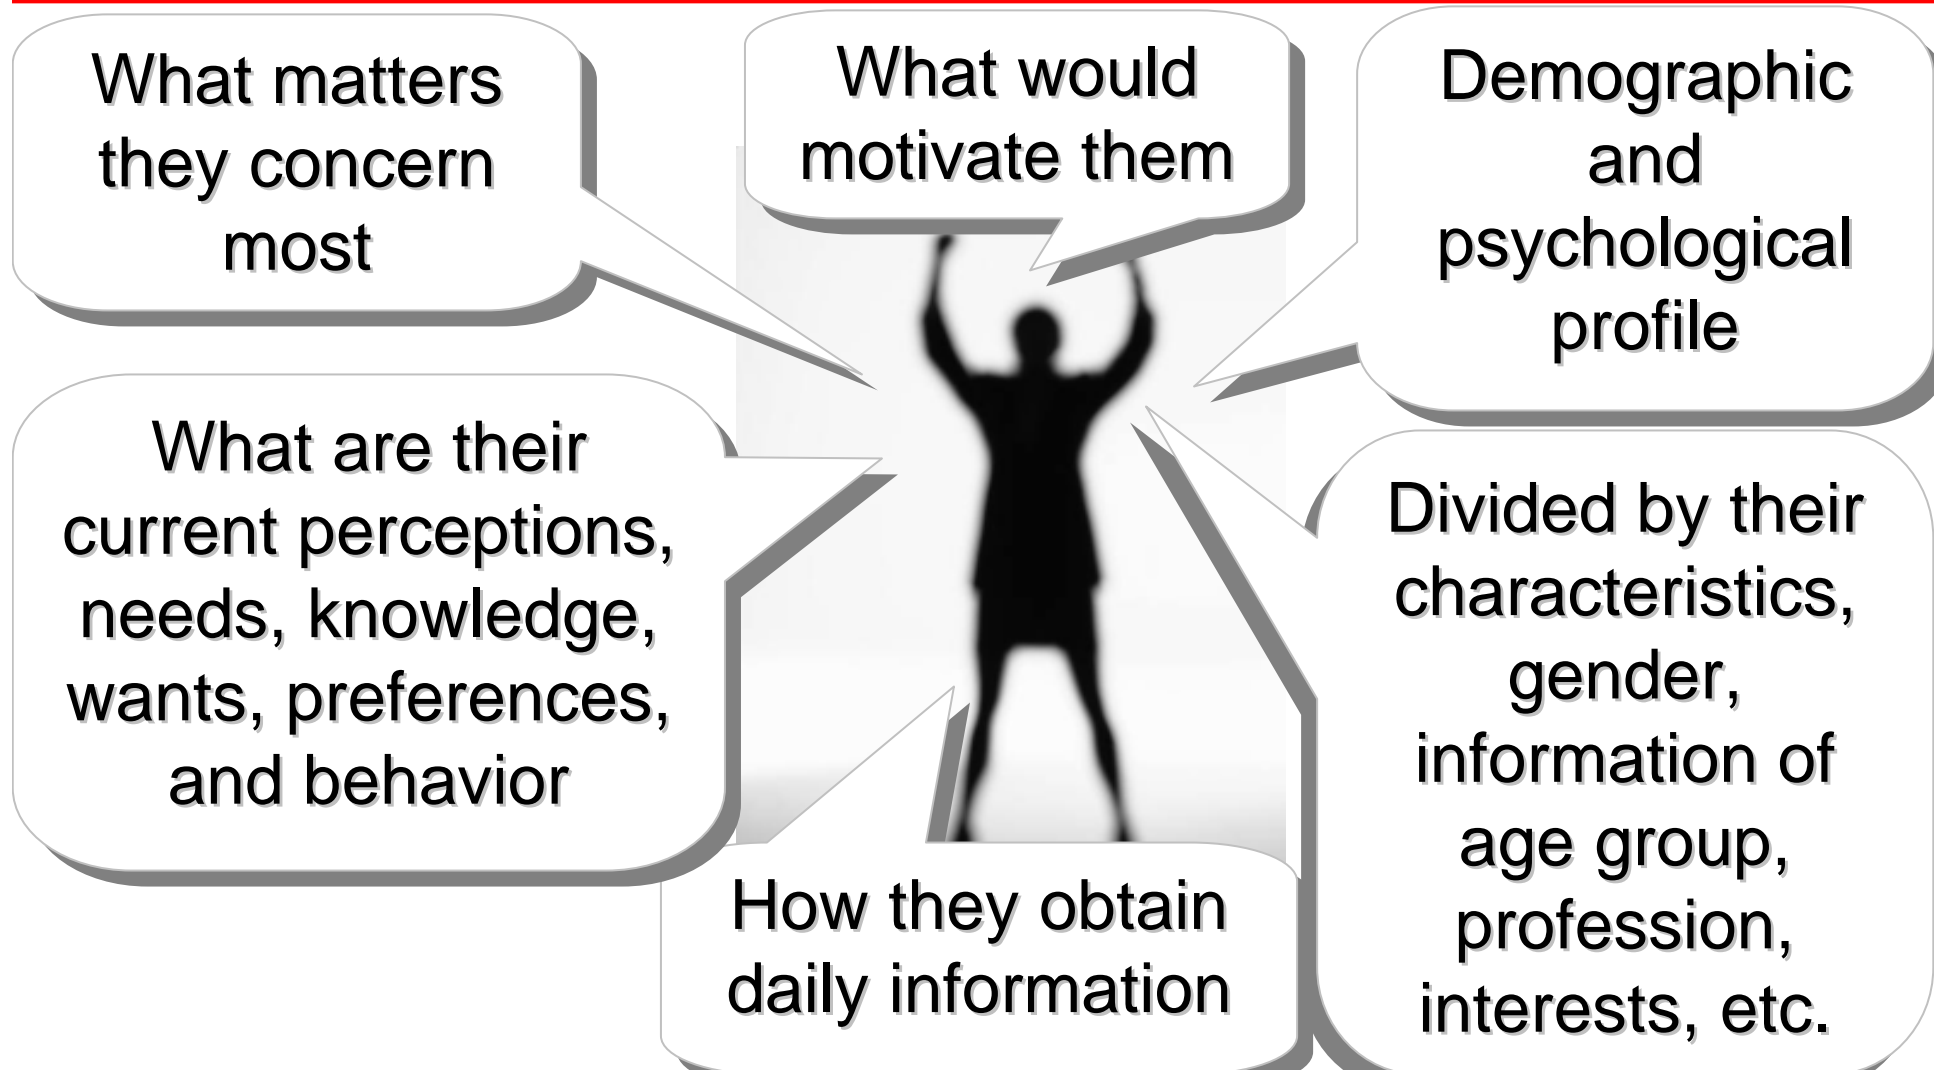 What matters
they concern
most
What would
motivate them
Demographic
and
psychological
profile
What are their
current perceptions,
needs, knowledge,
wants, preferences,
and behavior
Divided by their
characteristics,
gender,
information of
age group,
profession,
interests, etc.
How they obtain
daily information